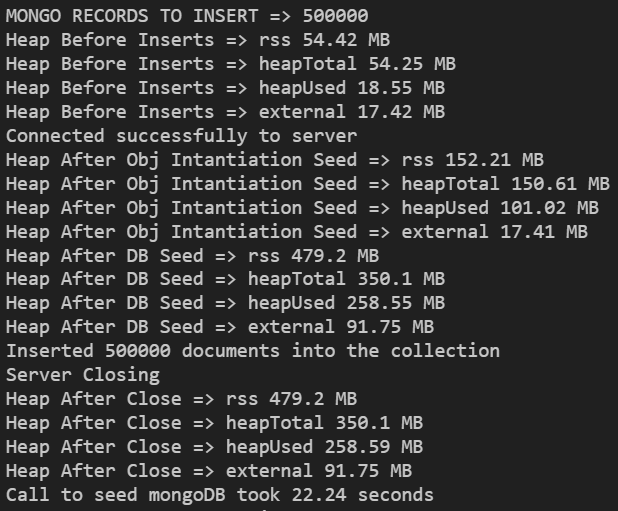 MONGO RECORDS TO INSERT => 500000
Heap Before Inserts => rss 54.42 MB
Heap Before Inserts => heapTotal 54.25 MB
Heap Before Inserts => heapUsed 18.55 MB
Heap Before Inserts => external 17.42 MB
Connected successfully to server
Heap After Obj Intantiation Seed => rss 152.21 MB
Heap After Obj Intantiation Seed => heapTotal 150.61 MB
Heap After Obj Intantiation Seed => heapUsed 101.02 MB
Heap After Obj Intantiation Seed => external 17.41 MB
Heap After DB Seed => rss 479.2 MB
Heap After DB Seed => heapTotal 350.1 MB
Heap After DB Seed => heapUsed 258.55 MB
Heap After DB Seed => external 91.75 MB
Inserted 500000 documents into the collection
Server Closing
Heap After Close => rss 479.2 MB
Heap After Close => heapTotal 350.1 MB
Heap After Close => heapUsed 258.59 MB
Heap After Close => external 91.75 MB
Call to seed mongoDB took 22.24 seconds